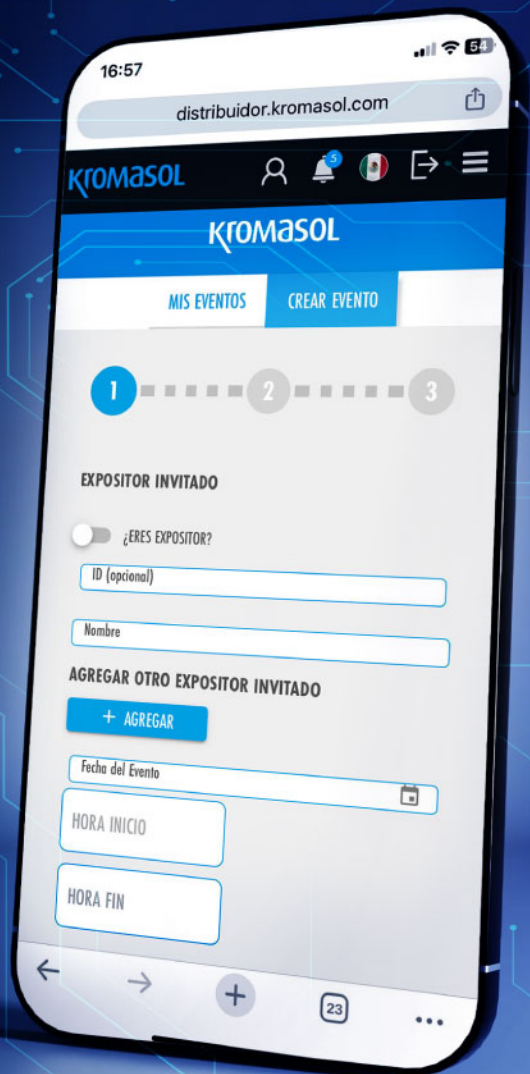 16:57
54
distribuidor.kromasol.com
KromasoL
5
KromasoL
MIS EVENTOS
CREAR EVENTO
1
2
3
EXPOSITOR INVITADO
¿ERES EXPOSITOR?
ID (opcional)
Nombre
AGREGAR OTRO EXPOSITOR INVITADO
+ AGREGAR
Fecha del Evento
HORA INICIO
HORA FIN
23